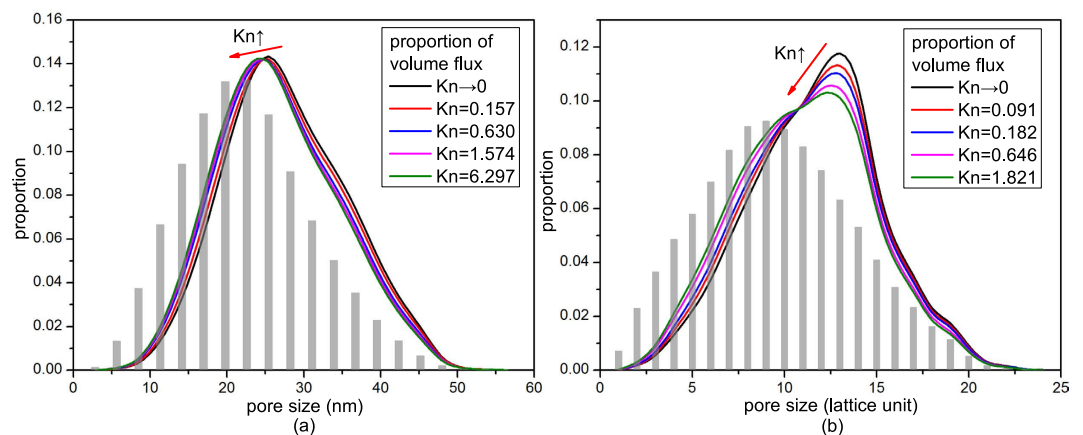 0.16
0.14
0.12
0.10
0.08
0.06
0.04
0.02
0.00
proportion
0
10
20
30
40
50
60
pore size (nm)
(a)
Kn↑
proportion of
volume flux
Kn→0
Kn=0.157
Kn=0.630
Kn=1.574
Kn=6.297
0.12
0.10
0.08
0.06
0.04
0.02
0.00
proportion
0
5
10
15
20
25
pore size (lattice unit)
(b)
Kn↑
proportion of
volume flux
Kn→0
Kn=0.091
Kn=0.182
Kn=0.646
Kn=1.821